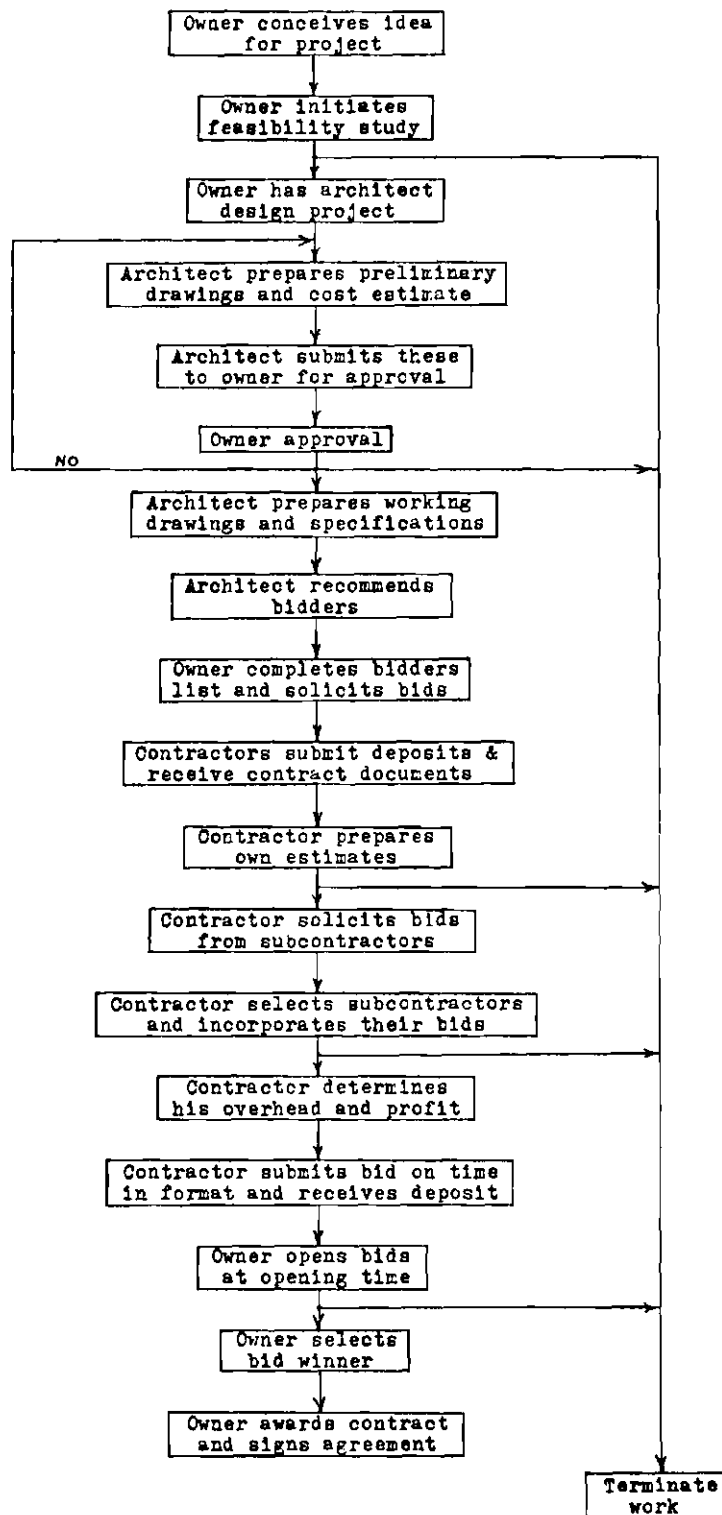 Owner conceives idea
for project
Owner initiates
feasibility study
Owner has architect
design project
Architect prepares preliminary
drawings and cost estimate
Architect submits these
to owner for approval
Owner approval
NO
Architect prepares working
drawings and specifications
Architect recommends
bidders
Owner completes bidders
list and solicits bids
Contractors submit deposits &
receive contract documents
Contractor prepares
own estimates
Contractor solicits bids
from subcontractors
Contractor selects subcontractors
and incorporates their bids
Contractor determines
his overhead and profit
Contractor submits bid on time
in format and receives deposit
Owner opens bids
at opening time
Owner selects
bid winner
Owner awards contract
and signs agreement
Terminate
work